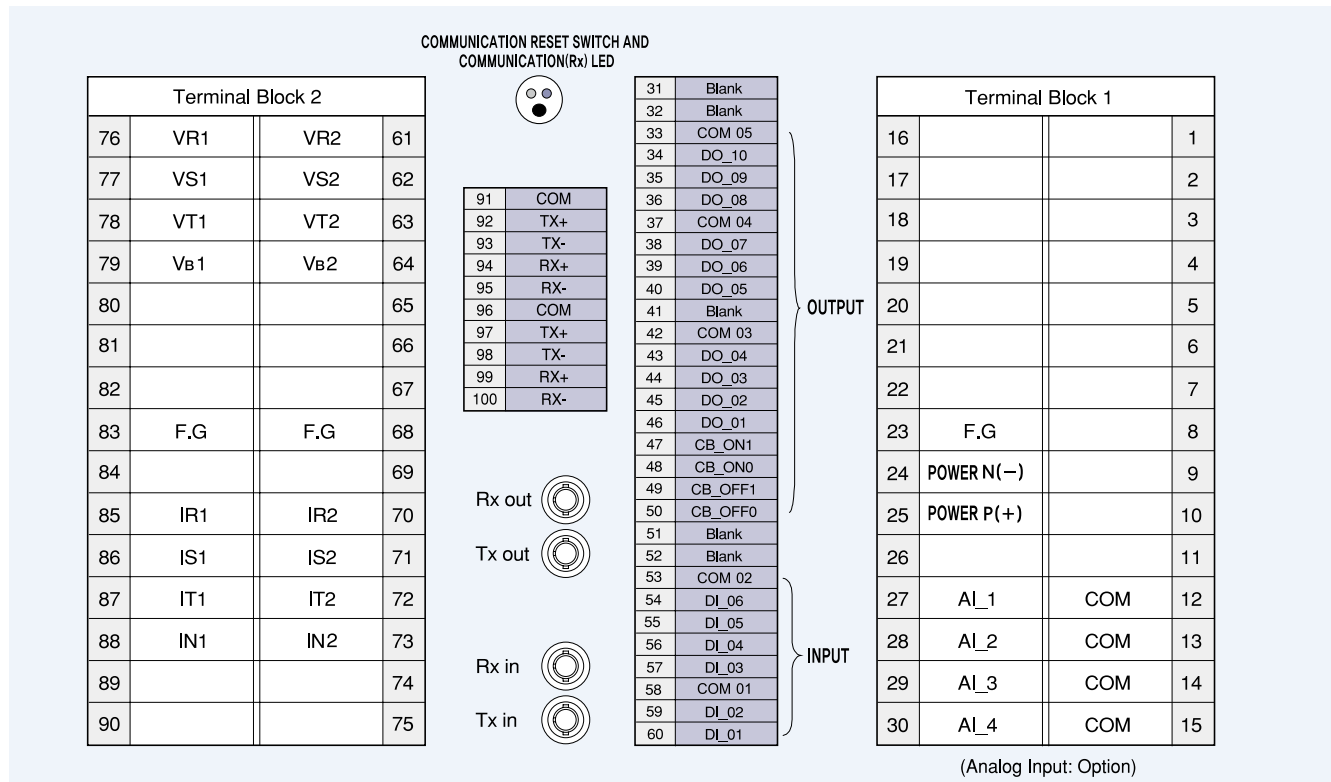 COMMUNICATION RESET SWITCH AND
COMMUNICATION(Rx) LED
Terminal Block 2
76 VR1 VR2 61
77 VS1 VS2 62
78 VT1 VT2 63
79 VB1 VB2 64
80 65
81 66
82 67
83 F.G F.G 68
84 69
85 IR1 IR2 70
86 IS1 IS2 71
87 IT1 IT2 72
88 IN1 IN2 73
89 74
90 75
91 COM
92 TX+
93 TX-
94 RX+
95 RX-
96 COM
97 TX+
98 TX-
99 RX+
100 RX-
Rx out
Tx out
Rx in
Tx in
31 Blank
32 Blank
33 COM 05
34 DO_10
35 DO_09
36 DO_08
37 COM 04
38 DO_07
39 DO_06
40 DO_05
41 Blank
42 COM 03
43 DO_04
44 DO_03
45 DO_02
46 DO_01
47 CB_ON1
48 CB_ON0
49 CB_OFF1
50 CB_OFF0
51 Blank
52 Blank
53 COM 02
54 DI_06
55 DI_05
56 DI_04
57 DI_03
58 COM 01
59 DI_02
60 DI_01
OUTPUT
INPUT
Terminal Block 1
16 1
17 2
18 3
19 4
20 5
21 6
22 7
23 F.G 8
24 POWER N(−) 9
25 POWER P(+) 10
26 11
27 AI_1 COM 12
28 AI_2 COM 13
29 AI_3 COM 14
30 AI_4 COM 15
(Analog Input: Option)